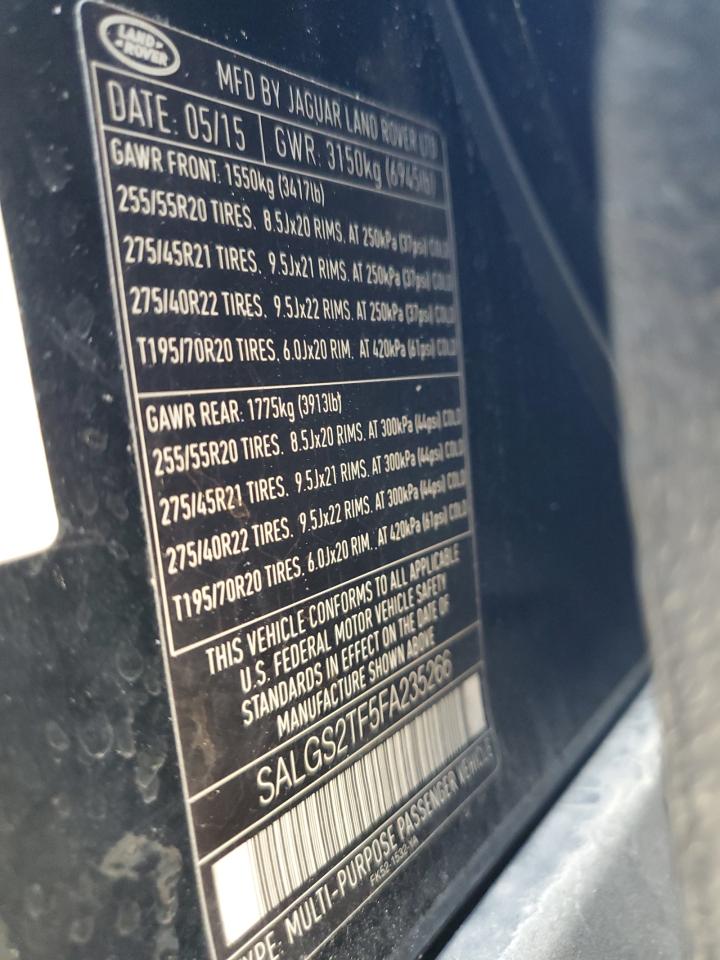 LAND-
-ROVER
MFD BY JAGUAR LAND ROVER LTD
DATE: 05/15 GWR: 3150kg (6945lb)
GAWR FRONT: 1550kg (3417lb)
255/55R20 TIRES. 8.5Jx20 RIMS. AT 250kPa (37psi) COLD
275/45R21 TIRES. 9.5Jx21 RIMS. AT 250kPa (37psi) COLD
275/40R22 TIRES. 9.5Jx22 RIMS. AT 250kPa (37psi) COLD
T195/70R20 TIRES. 6.0Jx20 RIM. AT 420kPa (61psi) COLD
GAWR REAR: 1775kg (3913lb)
255/55R20 TIRES. 8.5Jx20 RIMS. AT 300kPa (44psi) COLD
275/45R21 TIRES. 9.5Jx21 RIMS. AT 300kPa (44psi) COLD
275/40R22 TIRES. 9.5Jx22 RIMS. AT 300kPa (44psi) COLD
T195/70R20 TIRES. 6.0Jx20 RIM. AT 420kPa (61psi) COLD
THIS VEHICLE CONFORMS TO ALL APPLICABLE
U.S. FEDERAL MOTOR VEHICLE SAFETY
STANDARDS IN EFFECT ON THE DATE OF
MANUFACTURE SHOWN ABOVE
SALGS2TF5FA235266
TYPE: MULTI-PURPOSE PASSENGER VEHICLE
FK52-1532-YA